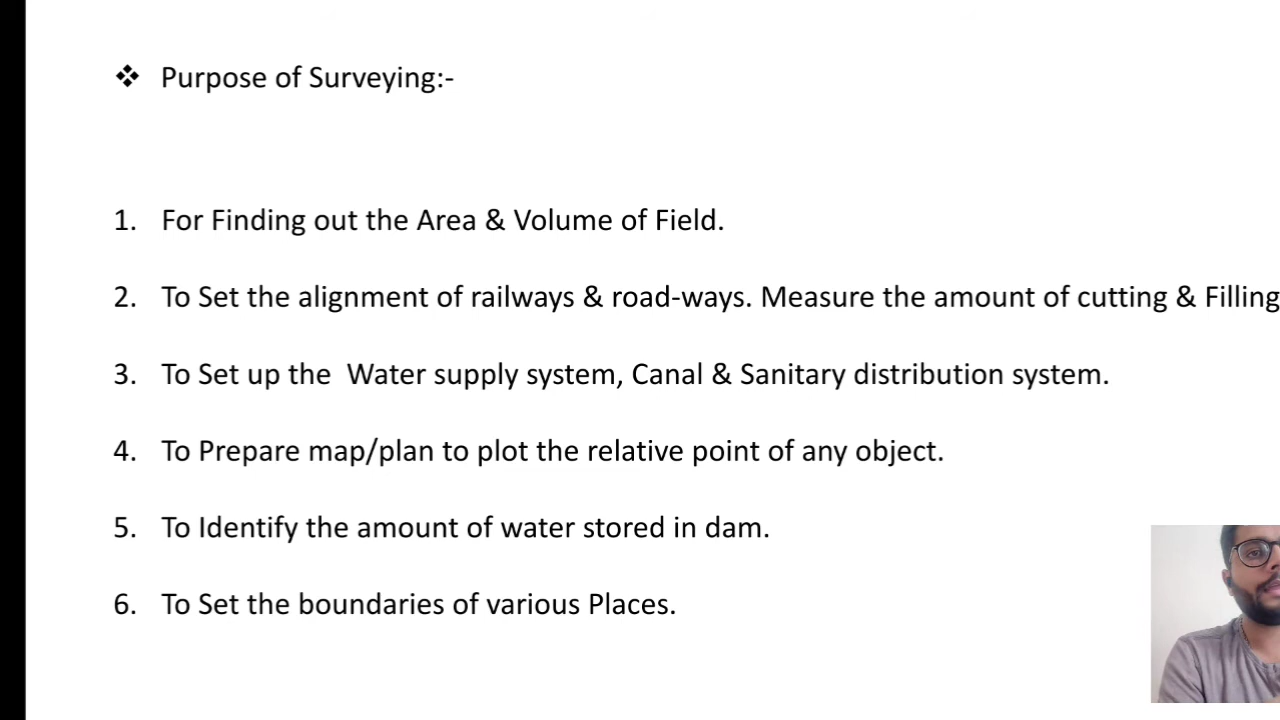 ❖ Purpose of Surveying:-
1. For Finding out the Area & Volume of Field.
2. To Set the alignment of railways & road-ways. Measure the amount of cutting & Filling
3. To Set up the  Water supply system, Canal & Sanitary distribution system.
4. To Prepare map/plan to plot the relative point of any object.
5. To Identify the amount of water stored in dam.
6. To Set the boundaries of various Places.